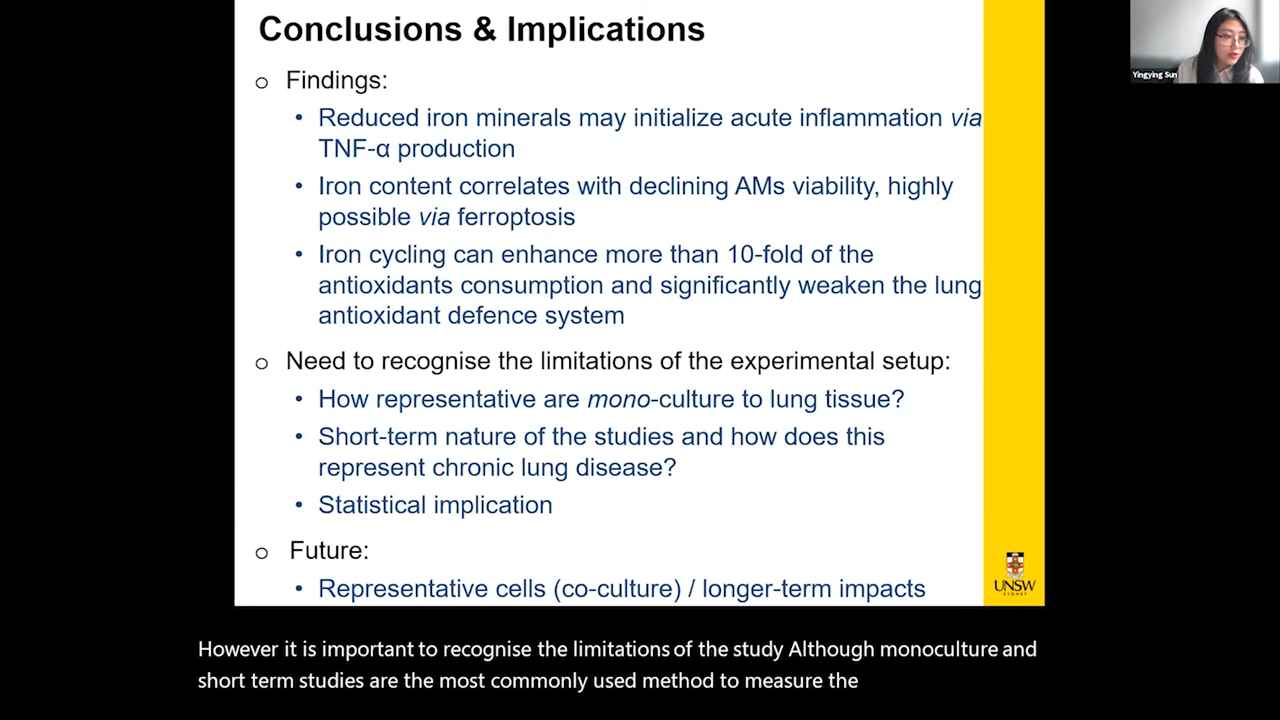 Conclusions & Implications
Yingying Sun
o Findings:
• Reduced iron minerals may initialize acute inflammation via
TNF-α production
• Iron content correlates with declining AMs viability, highly
possible via ferroptosis
• Iron cycling can enhance more than 10-fold of the
antioxidants consumption and significantly weaken the lung
antioxidant defence system
o Need to recognise the limitations of the experimental setup:
• How representative are mono-culture to lung tissue?
• Short-term nature of the studies and how does this
represent chronic lung disease?
• Statistical implication
o Future:
• Representative cells (co-culture) / longer-term impacts
UNSW
SYDNEY
However it is important to recognise the limitations of the study Although monoculture and
short term studies are the most commonly used method to measure the